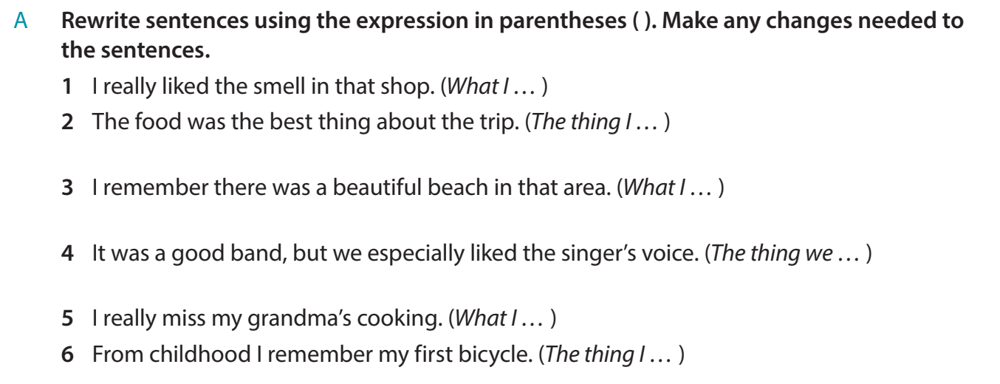 A Rewrite sentences using the expression in parentheses ( ). Make any changes needed to
the sentences.
1 I really liked the smell in that shop. (What I … )
2 The food was the best thing about the trip. (The thing I … )
3 I remember there was a beautiful beach in that area. (What I … )
4 It was a good band, but we especially liked the singer’s voice. (The thing we … )
5 I really miss my grandma’s cooking. (What I … )
6 From childhood I remember my first bicycle. (The thing I … )